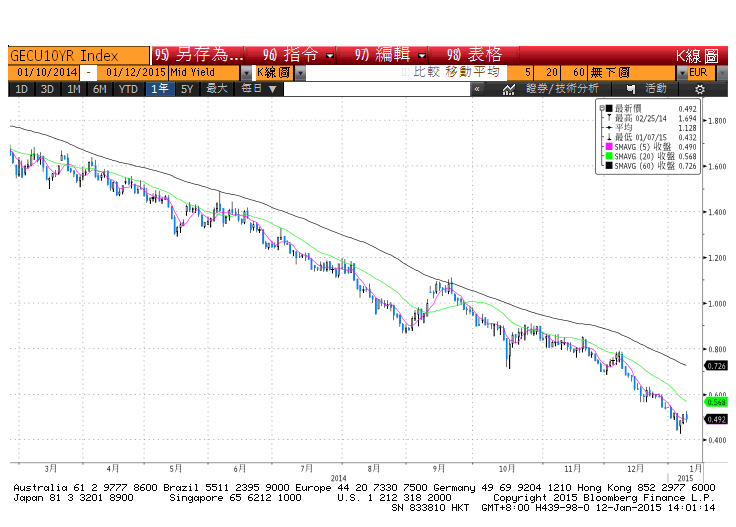 GECU10YR Index 95) 另存為... 96) 指令 97) 編輯 98) 表格 K線圖
01/10/2014 - 01/12/2015 Mid Yield K線圖 比較 移動平均 5 20 60 無下圖 EUR
1D 3D 1M 6M YTD 1年 5Y 最大 每日 ▼ « 證券/技術分析 活動
最新價 0.492
最高 02/25/14 1.694
平均 1.128
最低 01/07/15 0.432
SMAVG (5) 收盤 0.490
SMAVG (20) 收盤 0.568
SMAVG (60) 收盤 0.726
1.800
1.600
1.400
1.200
1.000
0.800
0.726
0.600
0.568
0.492
0.400
3月 4月 5月 6月 7月 8月 9月 10月 11月 12月 1月
2014 2015
Australia 61 2 9777 8600 Brazil 5511 2395 9000 Europe 44 20 7330 7500 Germany 49 69 9204 1210 Hong Kong 852 2977 6000
Japan 81 3 3201 8900 Singapore 65 6212 1000 U.S. 1 212 318 2000 Copyright 2015 Bloomberg Finance L.P.
SN 833810 HKT GMT+8:00 H439-98-0 12-Jan-2015 14:01:14